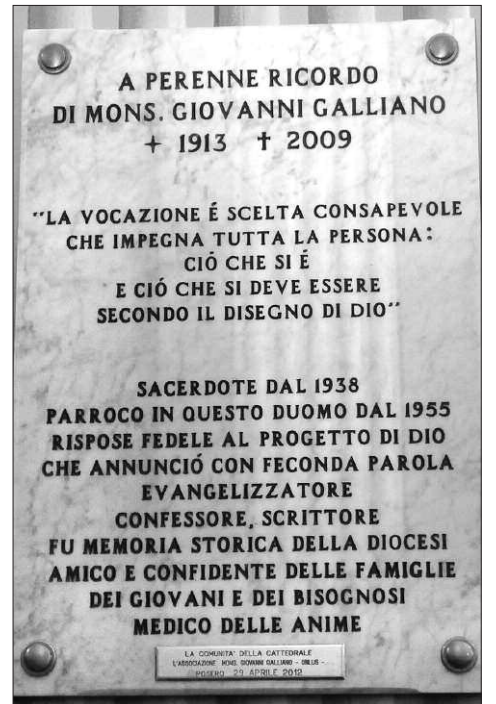 A PERENNE RICORDO
DI MONS. GIOVANNI GALLIANO
+ 1913 † 2009
"LA VOCAZIONE É SCELTA CONSAPEVOLE
CHE IMPEGNA TUTTA LA PERSONA:
CIÓ CHE SI É
E CIÓ CHE SI DEVE ESSERE
SECONDO IL DISEGNO DI DIO"
SACERDOTE DAL 1938
PARROCO IN QUESTO DUOMO DAL 1955
RISPOSE FEDELE AL PROGETTO DI DIO
CHE ANNUNCIÓ CON FECONDA PAROLA
EVANGELIZZATORE
CONFESSORE, SCRITTORE
FU MEMORIA STORICA DELLA DIOCESI
AMICO E CONFIDENTE DELLE FAMIGLIE
DEI GIOVANI E DEI BISOGNOSI
MEDICO DELLE ANIME
LA COMUNITA' DELLA CATTEDRALE
L'ASSOCIAZIONE MONS. GIOVANNI GALLIANO - ONLUS -
POSERO 29 APRILE 2012